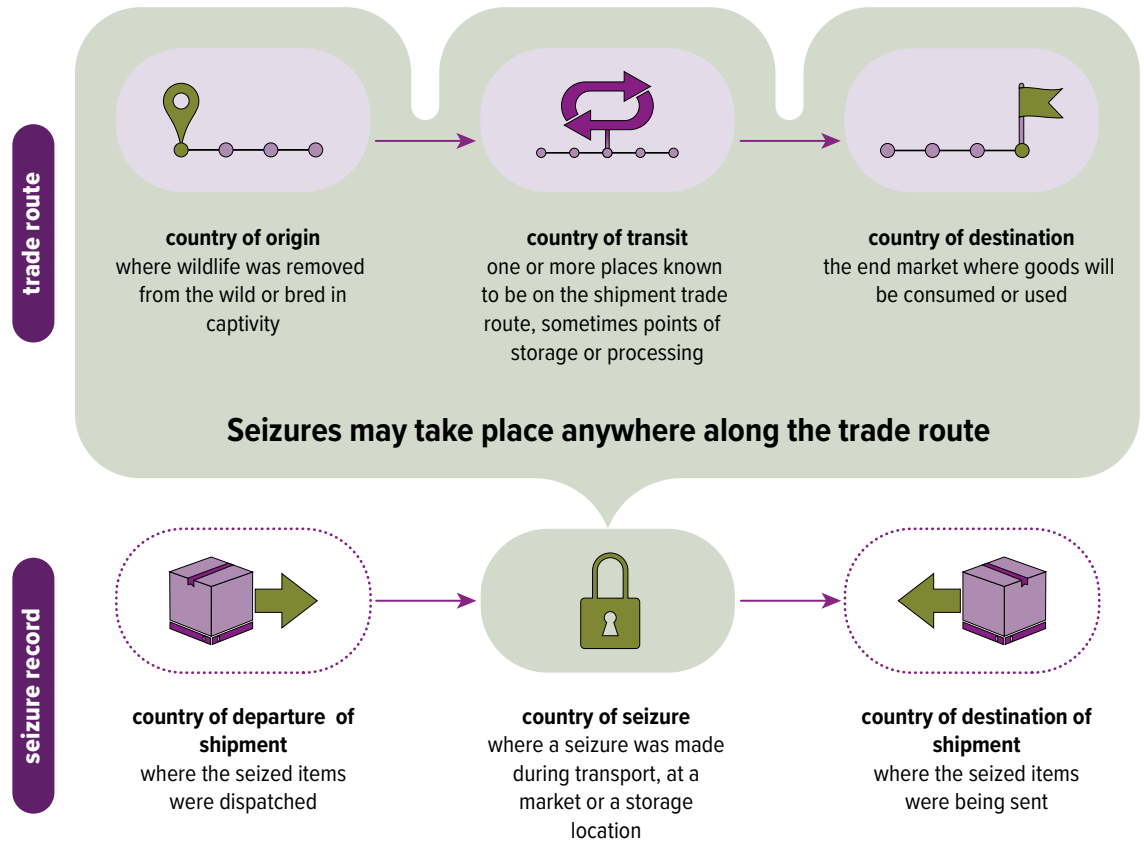 trade route
country of origin
where wildlife was removed
from the wild or bred in
captivity
country of transit
one or more places known
to be on the shipment trade
route, sometimes points of
storage or processing
country of destination
the end market where goods will
be consumed or used
Seizures may take place anywhere along the trade route
seizure record
country of departure of
shipment
where the seized items
were dispatched
country of seizure
where a seizure was made
during transport, at a
market or a storage
location
country of destination of
shipment
where the seized items
were being sent